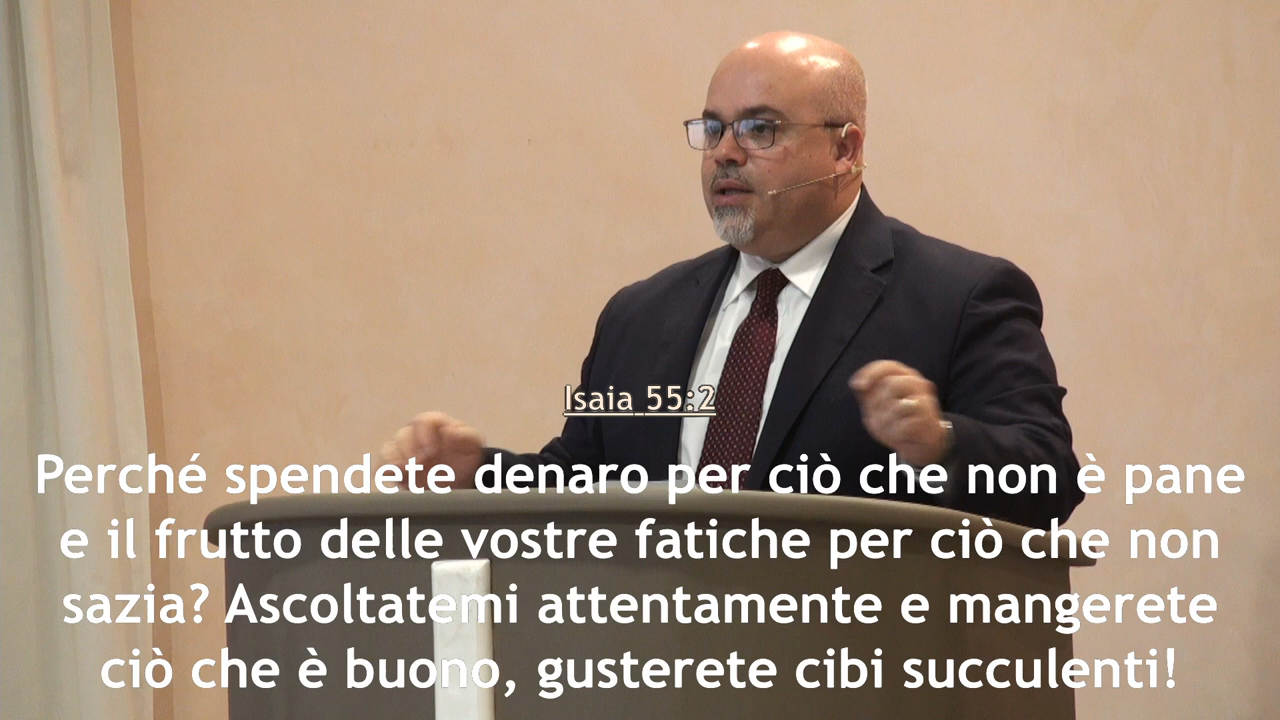 Isaia 55:2
Perché spendete denaro per ciò che non è pane
e il frutto delle vostre fatiche per ciò che non
sazia? Ascoltatemi attentamente e mangerete
ciò che è buono, gusterete cibi succulenti!